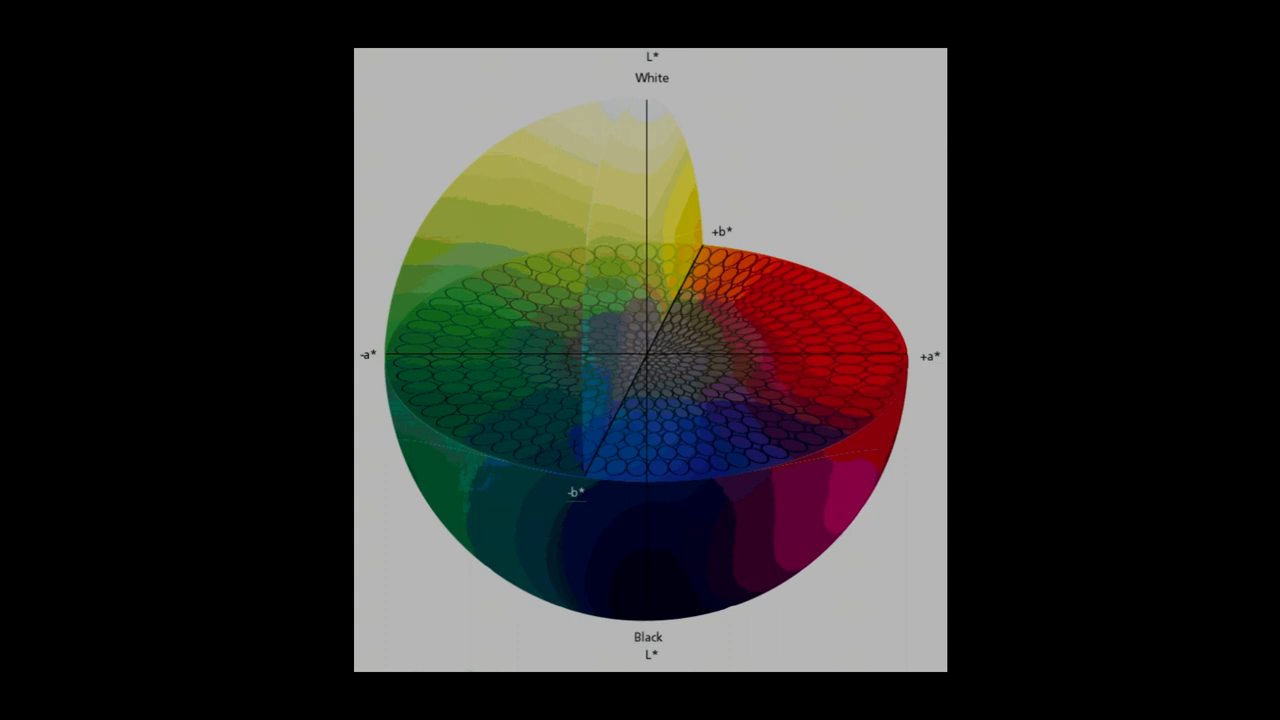 L*
White
+b*
-a*
+a*
-b*
Black
L*